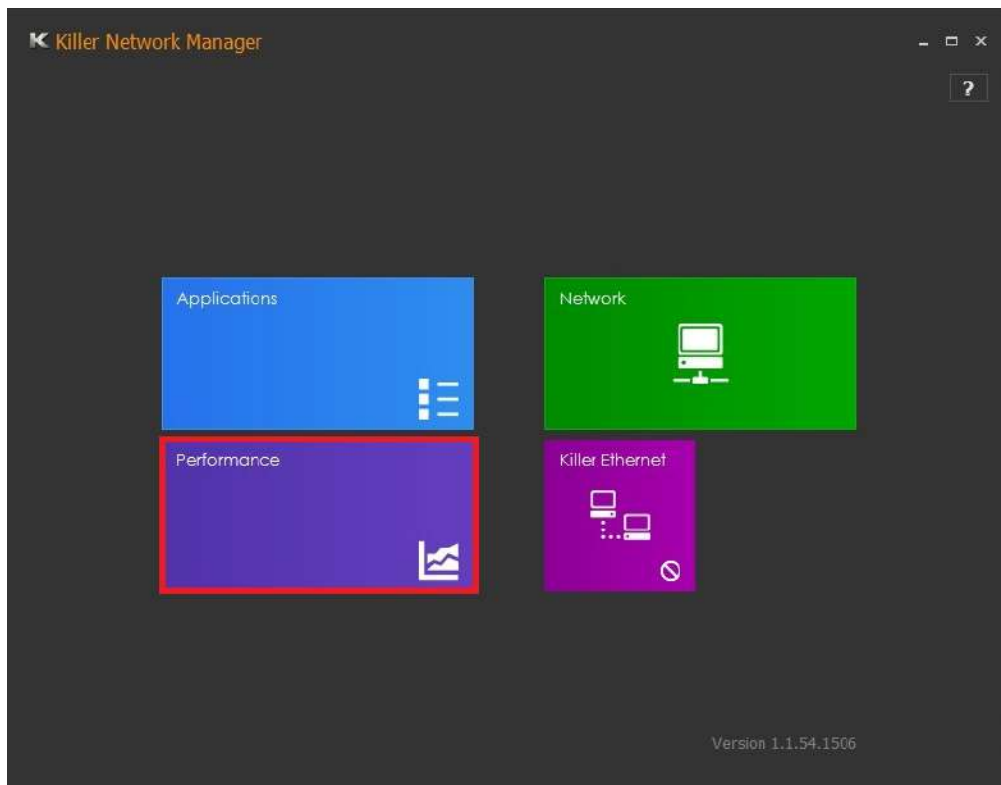 Killer Network Manager
?
Applications
Network
Performance
Killer Ethernet
Version 1.1.54.1506